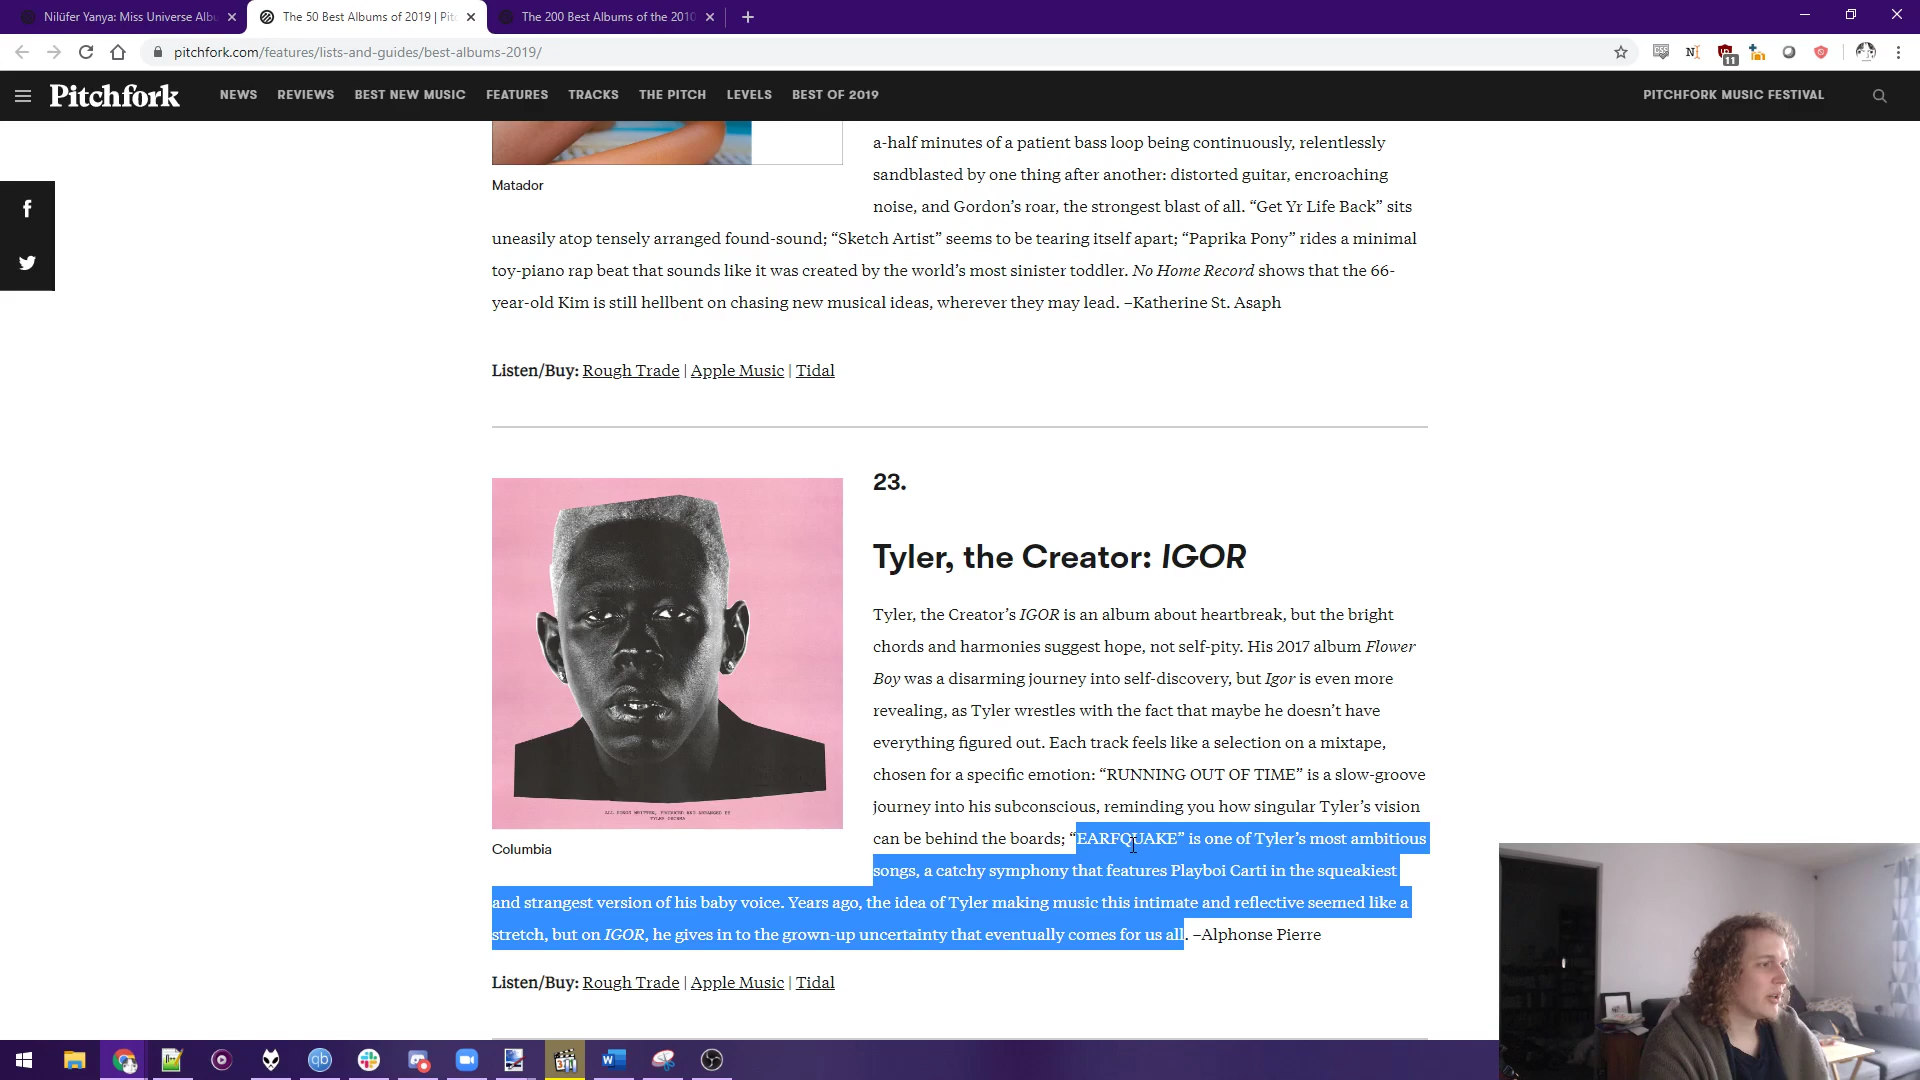 Nilüfer Yanya: Miss Universe Albu
The 50 Best Albums of 2019 | Pitc
The 200 Best Albums of the 2010
pitchfork.com/features/lists-and-guides/best-albums-2019/
11
Pitchfork
NEWS
REVIEWS
BEST NEW MUSIC
FEATURES
TRACKS
THE PITCH
LEVELS
BEST OF 2019
PITCHFORK MUSIC FESTIVAL
Matador
a-half minutes of a patient bass loop being continuously, relentlessly
sandblasted by one thing after another: distorted guitar, encroaching
noise, and Gordon’s roar, the strongest blast of all. “Get Yr Life Back” sits
uneasily atop tensely arranged found-sound; “Sketch Artist” seems to be tearing itself apart; “Paprika Pony” rides a minimal
toy-piano rap beat that sounds like it was created by the world’s most sinister toddler. No Home Record shows that the 66-
year-old Kim is still hellbent on chasing new musical ideas, wherever they may lead. –Katherine St. Asaph
Listen/Buy: Rough Trade | Apple Music | Tidal
23.
Tyler, the Creator: IGOR
ALL SONGS WRITTEN, PRODUCED AND ARRANGED BY
TYLER OKONMA
Columbia
Tyler, the Creator’s IGOR is an album about heartbreak, but the bright
chords and harmonies suggest hope, not self-pity. His 2017 album Flower
Boy was a disarming journey into self-discovery, but Igor is even more
revealing, as Tyler wrestles with the fact that maybe he doesn’t have
everything figured out. Each track feels like a selection on a mixtape,
chosen for a specific emotion: “RUNNING OUT OF TIME” is a slow-groove
journey into his subconscious, reminding you how singular Tyler’s vision
can be behind the boards; “EARFQUAKE” is one of Tyler’s most ambitious
songs, a catchy symphony that features Playboi Carti in the squeakiest
and strangest version of his baby voice. Years ago, the idea of Tyler making music this intimate and reflective seemed like a
stretch, but on IGOR, he gives in to the grown-up uncertainty that eventually comes for us all. –Alphonse Pierre
Listen/Buy: Rough Trade | Apple Music | Tidal